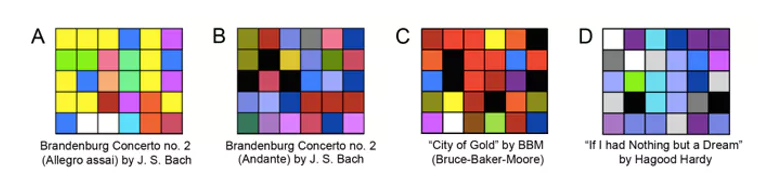 A
B
C
D
Brandenburg Concerto no. 2
(Allegro assai) by J. S. Bach
Brandenburg Concerto no. 2
(Andante) by J. S. Bach
"City of Gold" by BBM
(Bruce-Baker-Moore)
"If I had Nothing but a Dream"
by Hagood Hardy